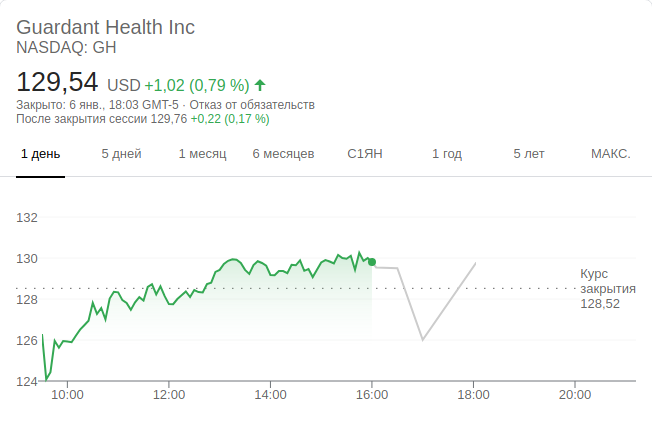 Guardant Health Inc
NASDAQ: GH
129,54 USD +1,02 (0,79 %)
Закрыто: 6 янв., 18:03 GMT-5 · Отказ от обязательств
После закрытия сессии 129,76 +0,22 (0,17 %)
1 день 5 дней 1 месяц 6 месяцев С1ЯН 1 год 5 лет МАКС.
132
130
Курс
закрытия
128
128,52
126
124
10:00 12:00 14:00 16:00 18:00 20:00